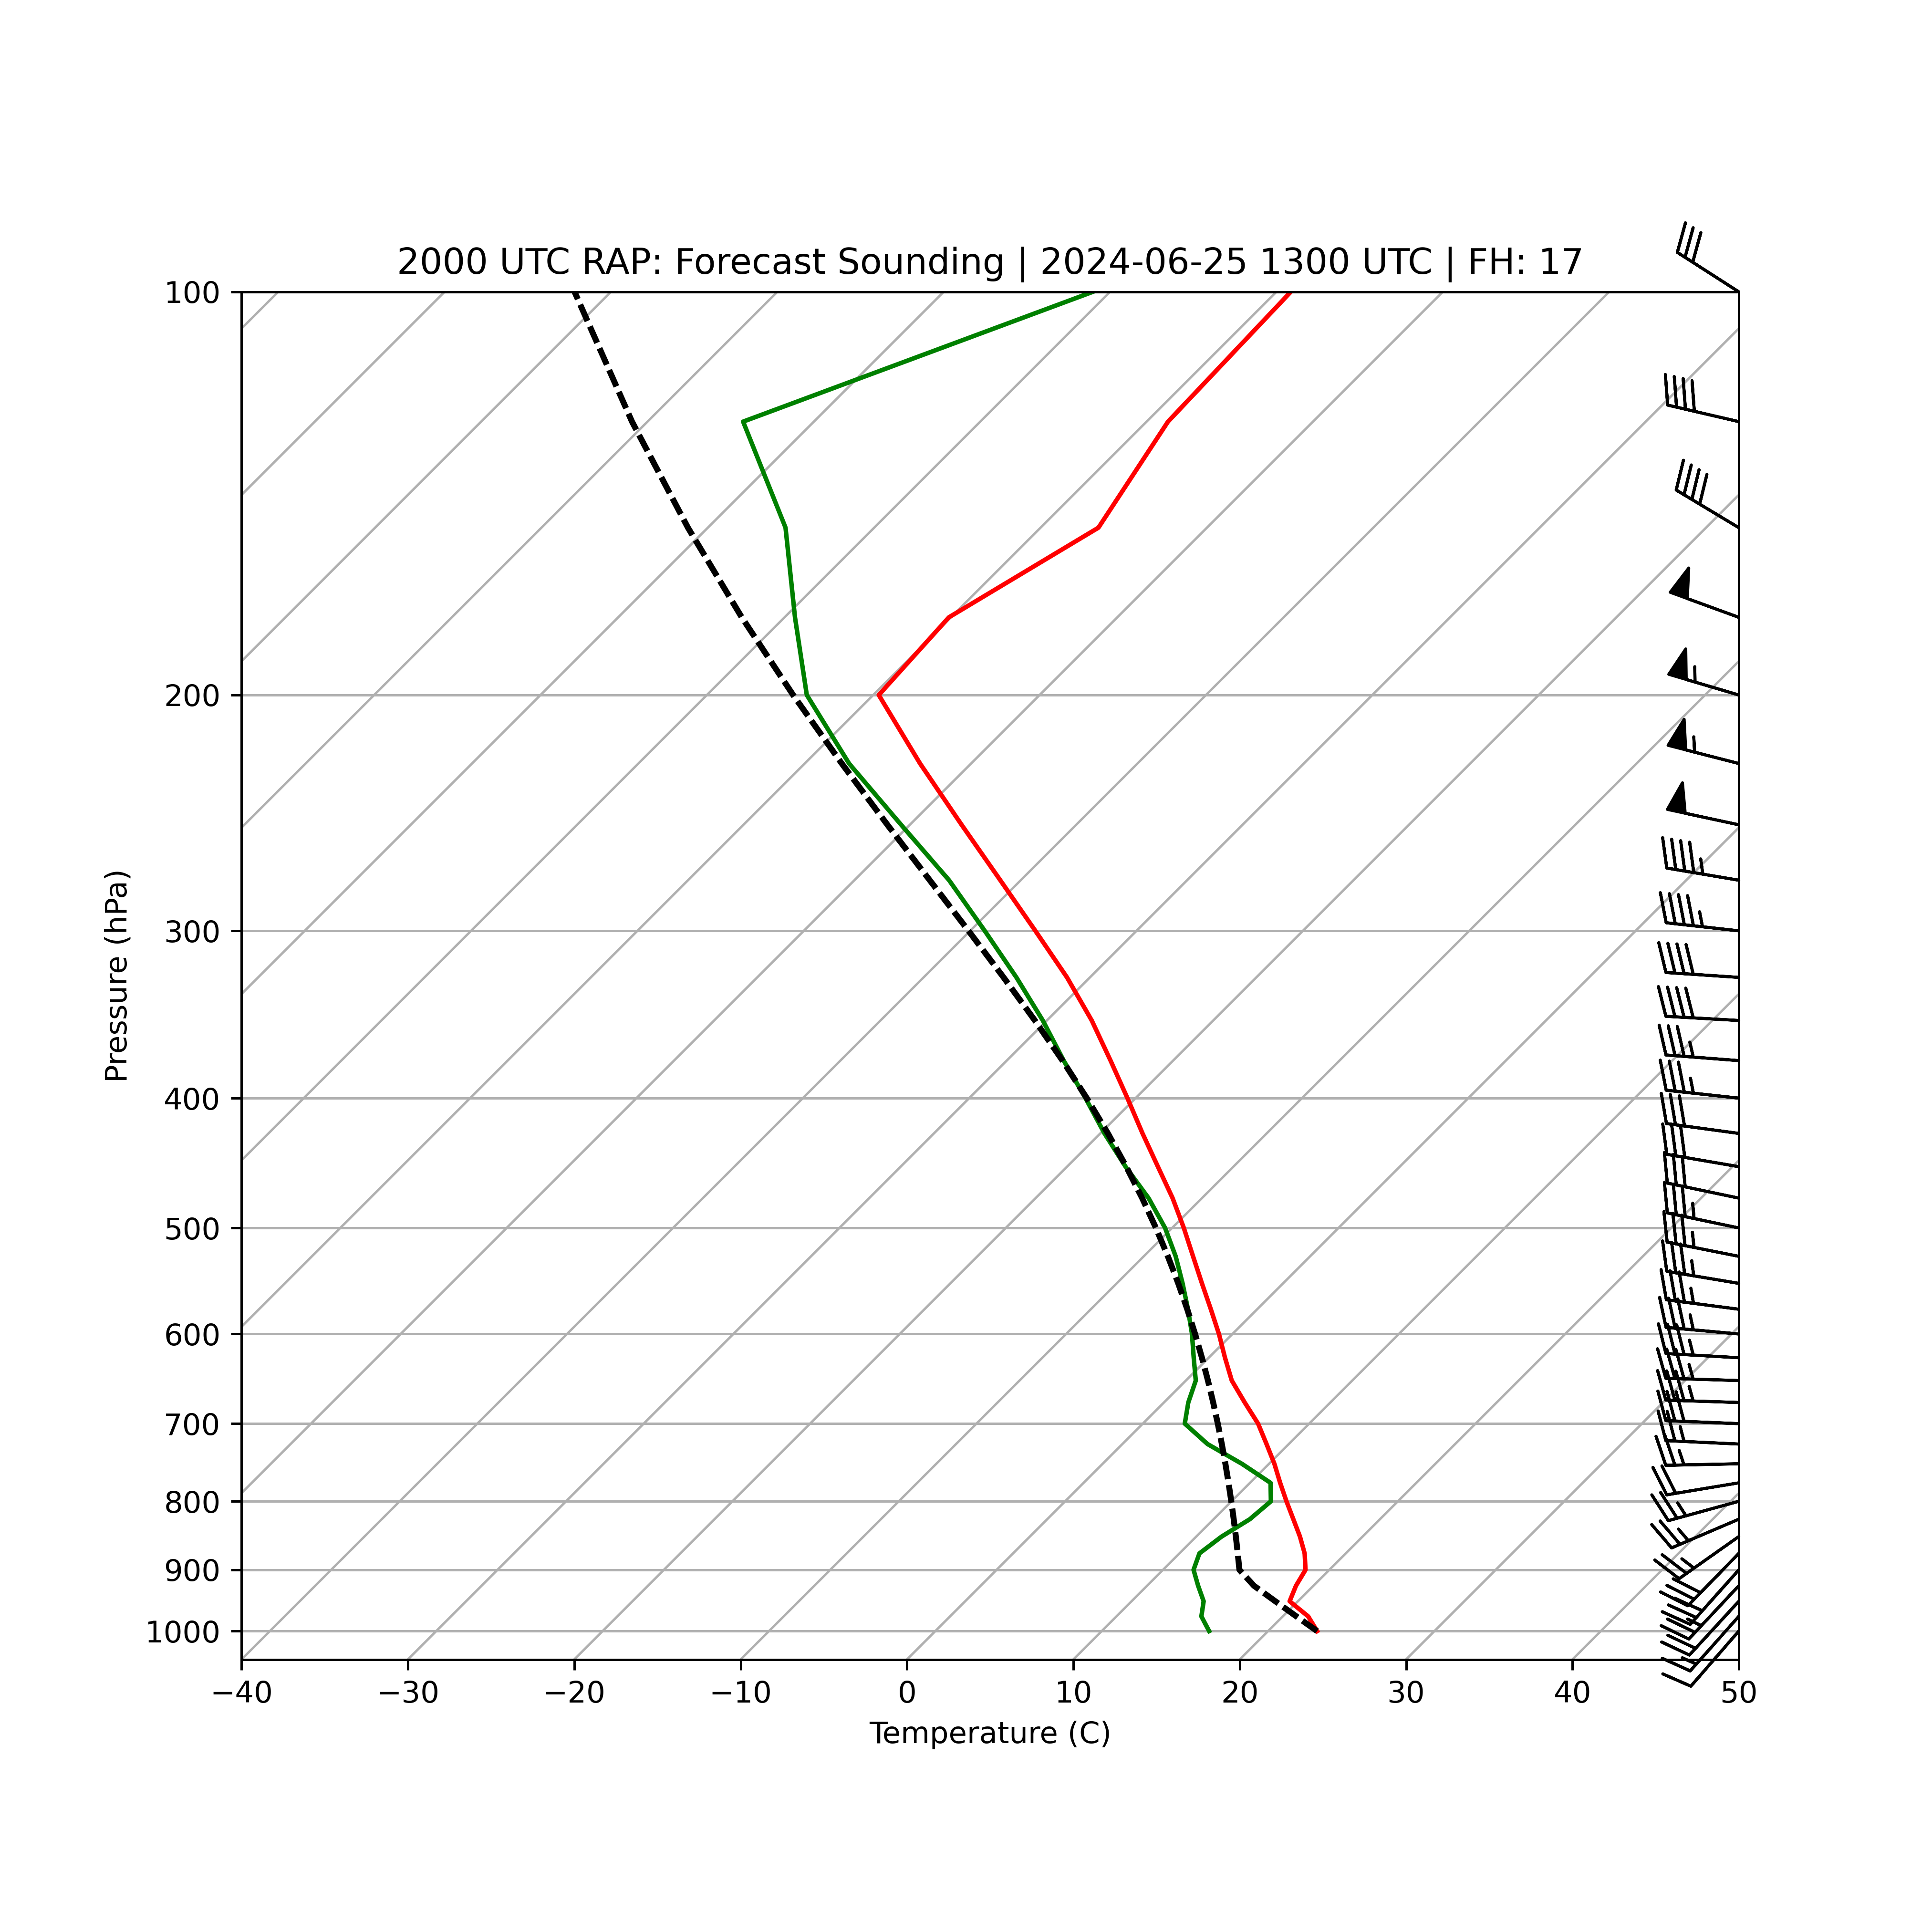 2000 UTC RAP: Forecast Sounding | 2024-06-25 1300 UTC | FH: 17
100
200
300
400
500
600
700
800
900
1000
Pressure (hPa)
−40 −30 −20 −10 0 10 20 30 40 50
Temperature (C)